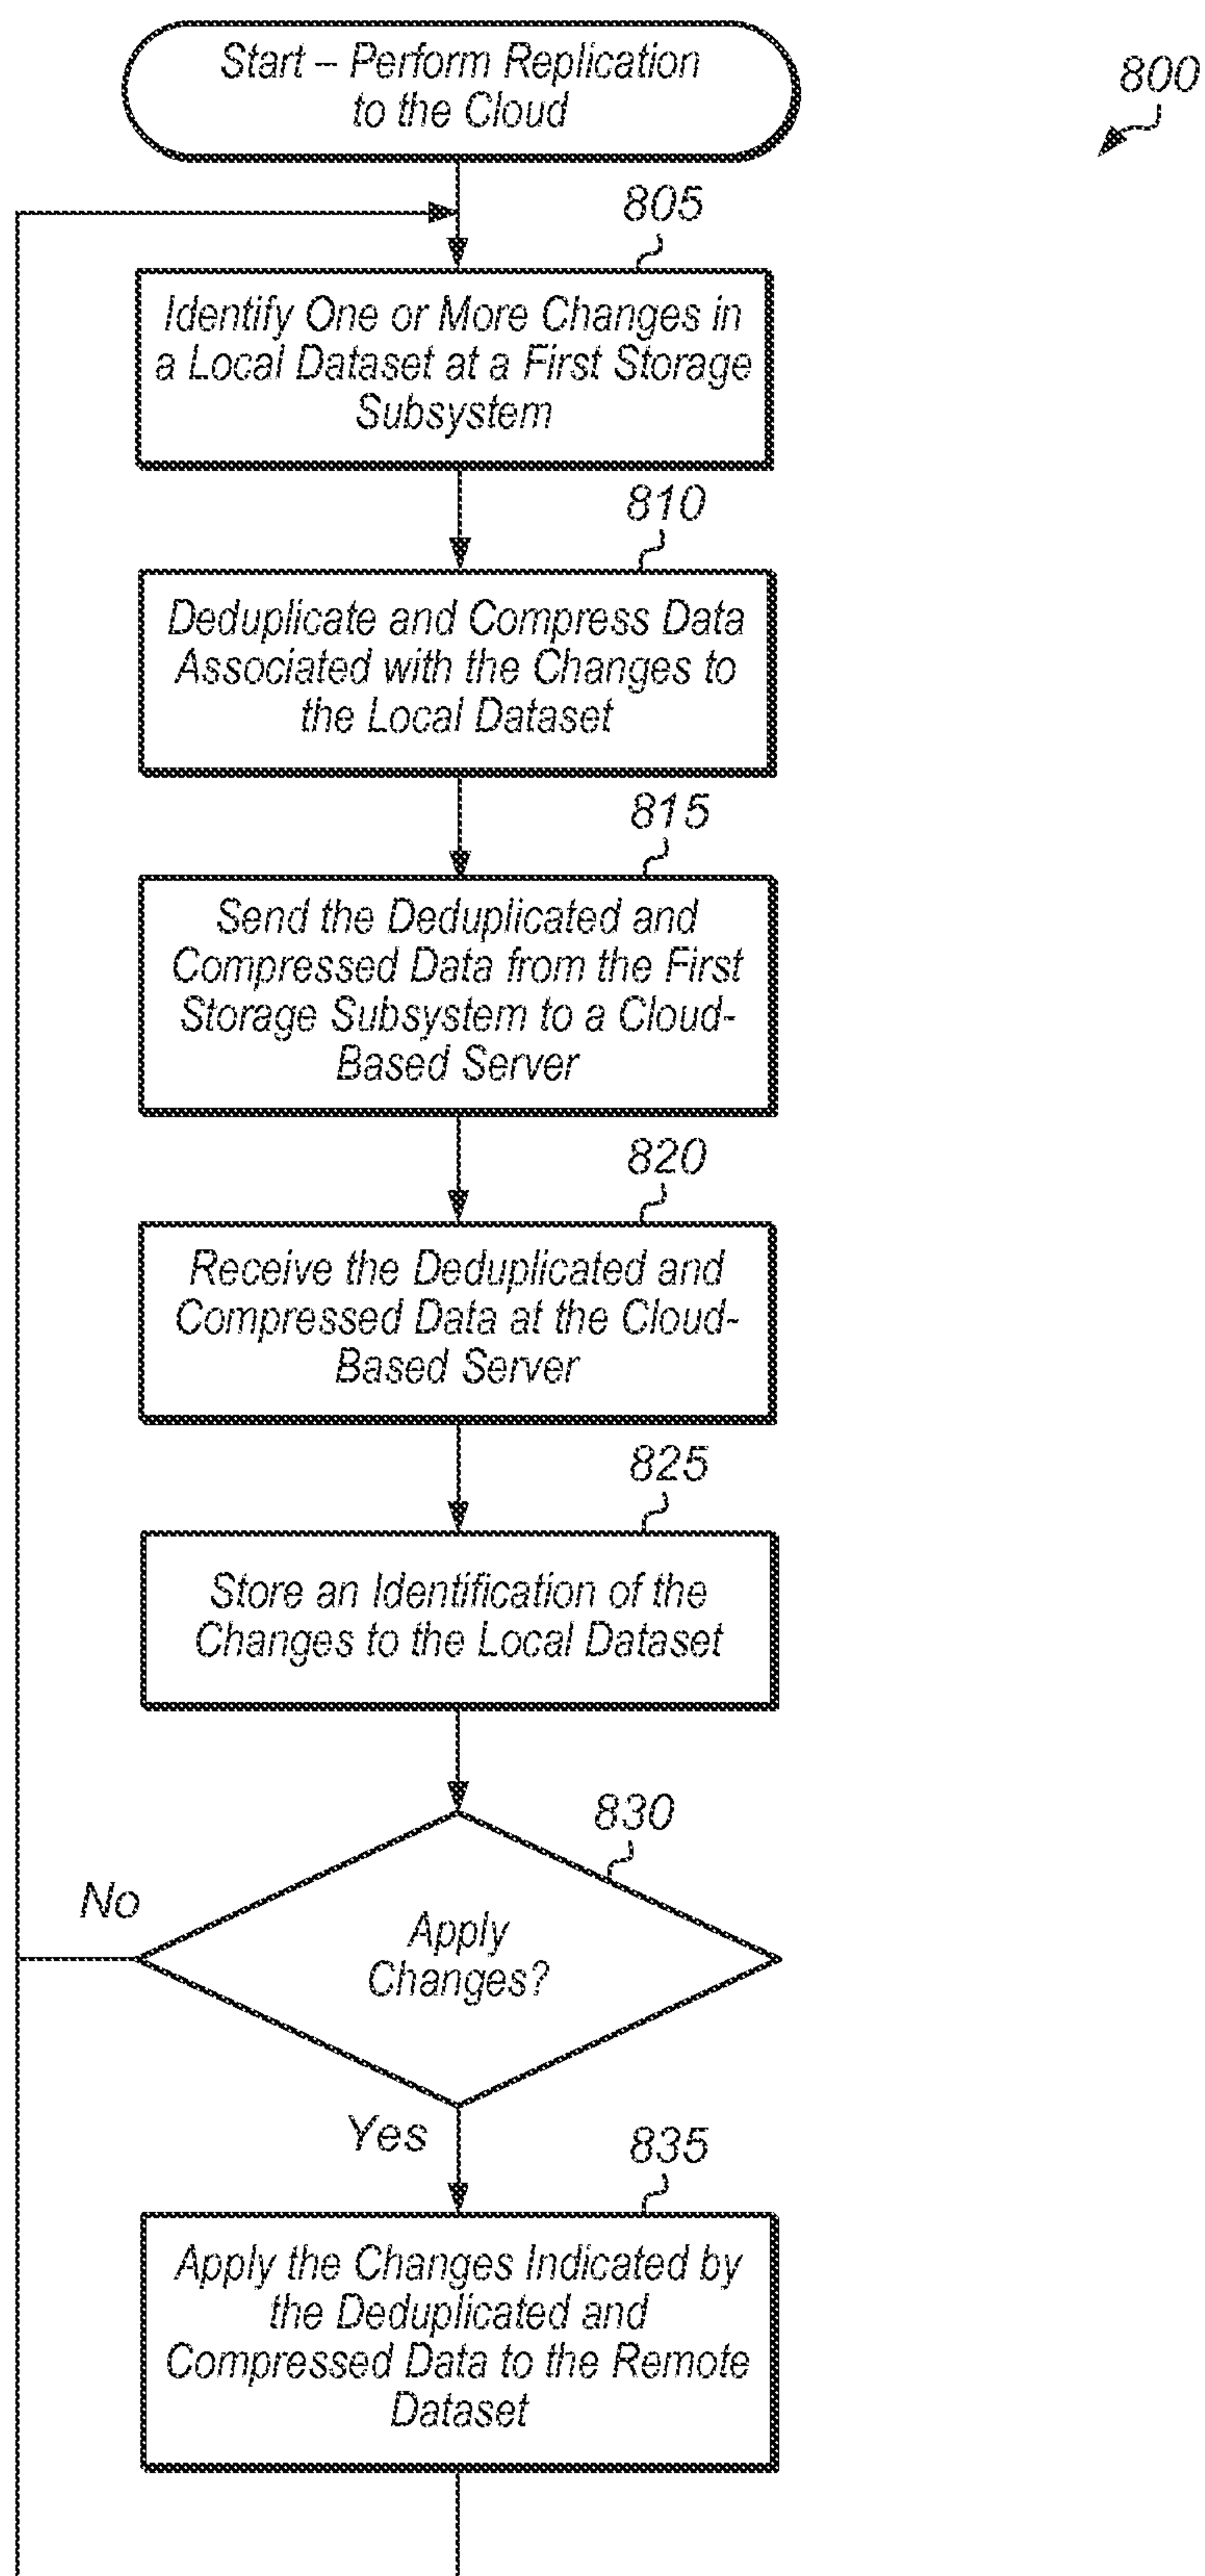 Start – Perform Replication
to the Cloud
800
805
Identify One or More Changes in
a Local Dataset at a First Storage
Subsystem
810
Deduplicate and Compress Data
Associated with the Changes to
the Local Dataset
815
Send the Deduplicated and
Compressed Data from the First
Storage Subsystem to a Cloud-
Based Server
820
Receive the Deduplicated and
Compressed Data at the Cloud-
Based Server
825
Store an Identification of the
Changes to the Local Dataset
830
No
Apply
Changes?
Yes
835
Apply the Changes Indicated by
the Deduplicated and
Compressed Data to the Remote
Dataset